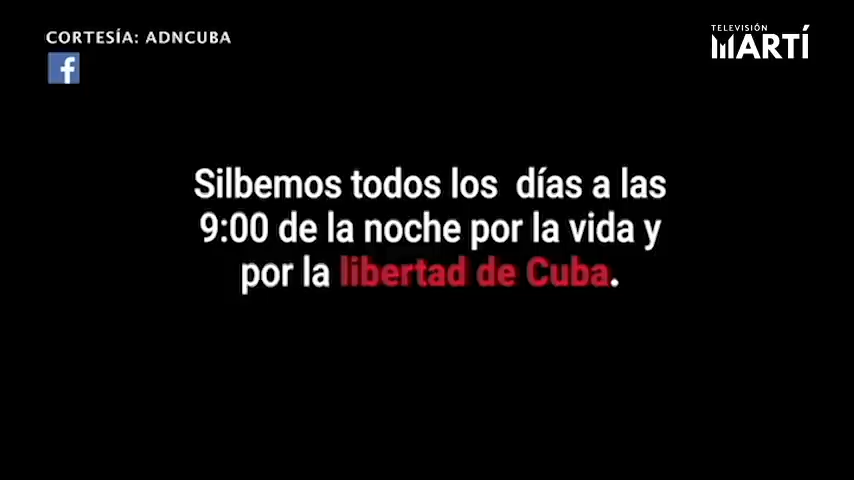 CORTESÍA: ADNCUBA
TELEVISIÓN
MARTÍ
f
Silbemos todos los días a las
9:00 de la noche por la vida y
por la libertad de Cuba.